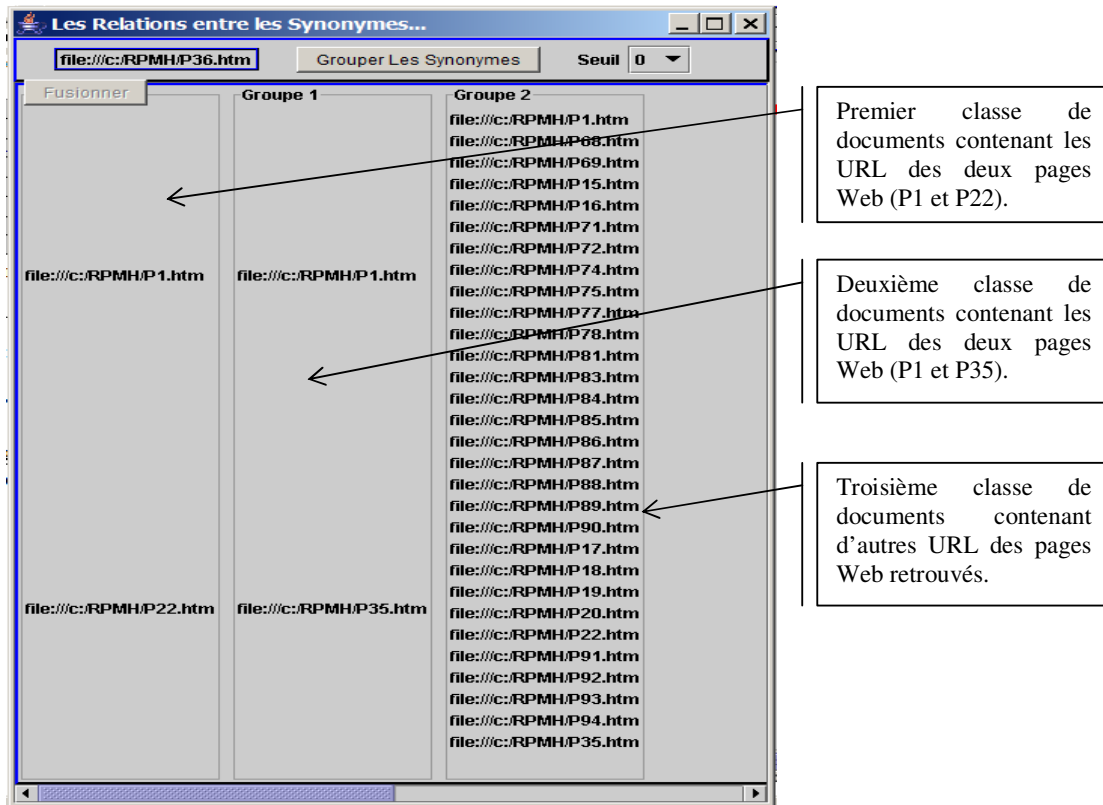 Les Relations entre les Synonymes...
file:///c:/RPMH/P36.htm
Grouper Les Synonymes
Seuil 0
Fusionner
file:///c:/RPMH/P1.htm
file:///c:/RPMH/P22.htm
Groupe 1
file:///c:/RPMH/P1.htm
file:///c:/RPMH/P35.htm
Groupe 2
file:///c:/RPMH/P1.htm
file:///c:/RPMH/P68.htm
file:///c:/RPMH/P69.htm
file:///c:/RPMH/P15.htm
file:///c:/RPMH/P16.htm
file:///c:/RPMH/P71.htm
file:///c:/RPMH/P72.htm
file:///c:/RPMH/P74.htm
file:///c:/RPMH/P75.htm
file:///c:/RPMH/P77.htm
file:///c:/RPMH/P78.htm
file:///c:/RPMH/P81.htm
file:///c:/RPMH/P83.htm
file:///c:/RPMH/P84.htm
file:///c:/RPMH/P85.htm
file:///c:/RPMH/P86.htm
file:///c:/RPMH/P87.htm
file:///c:/RPMH/P88.htm
file:///c:/RPMH/P89.htm
file:///c:/RPMH/P90.htm
file:///c:/RPMH/P17.htm
file:///c:/RPMH/P18.htm
file:///c:/RPMH/P19.htm
file:///c:/RPMH/P20.htm
file:///c:/RPMH/P22.htm
file:///c:/RPMH/P91.htm
file:///c:/RPMH/P92.htm
file:///c:/RPMH/P93.htm
file:///c:/RPMH/P94.htm
file:///c:/RPMH/P35.htm
Premier classe de
documents contenant les
URL des deux pages
Web (P1 et P22).
Deuxième classe de
documents contenant les
URL des deux pages
Web (P1 et P35).
Troisième classe de
documents contenant
d’autres URL des pages
Web retrouvés.